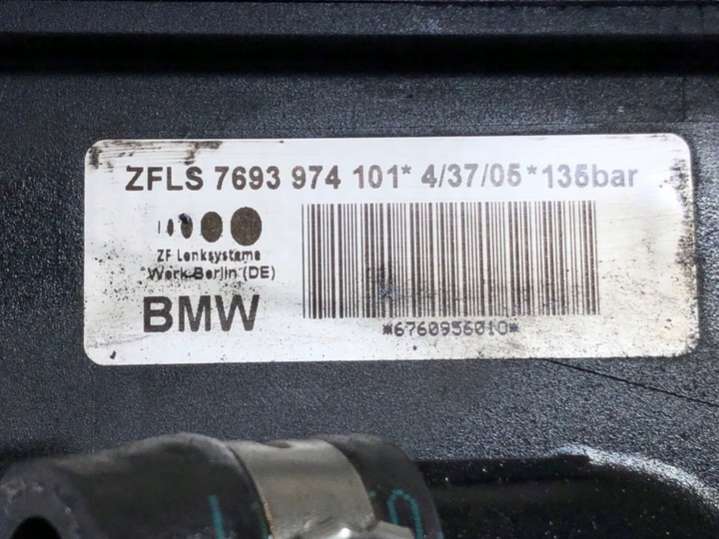 ZFLS 7693 974 101* 4/37/05 *135bar
ZF Lenksysteme
Werk Berlin (DE)
BMW
*6760956010*